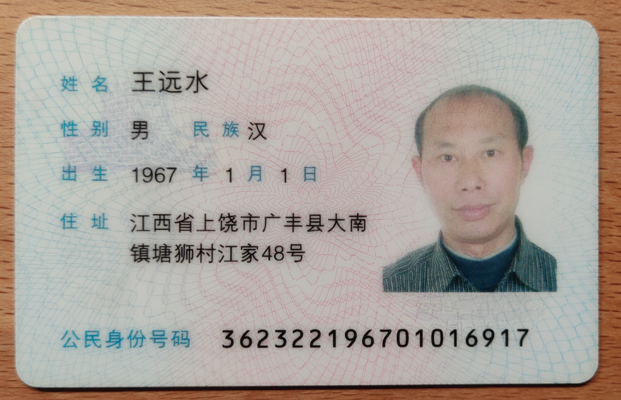 姓名 王远水
性别 男 民族 汉
出生 1967 年 1 月 1 日
住址 江西省上饶市广丰县大南
镇塘狮村江家48号
公民身份号码 362322196701016917